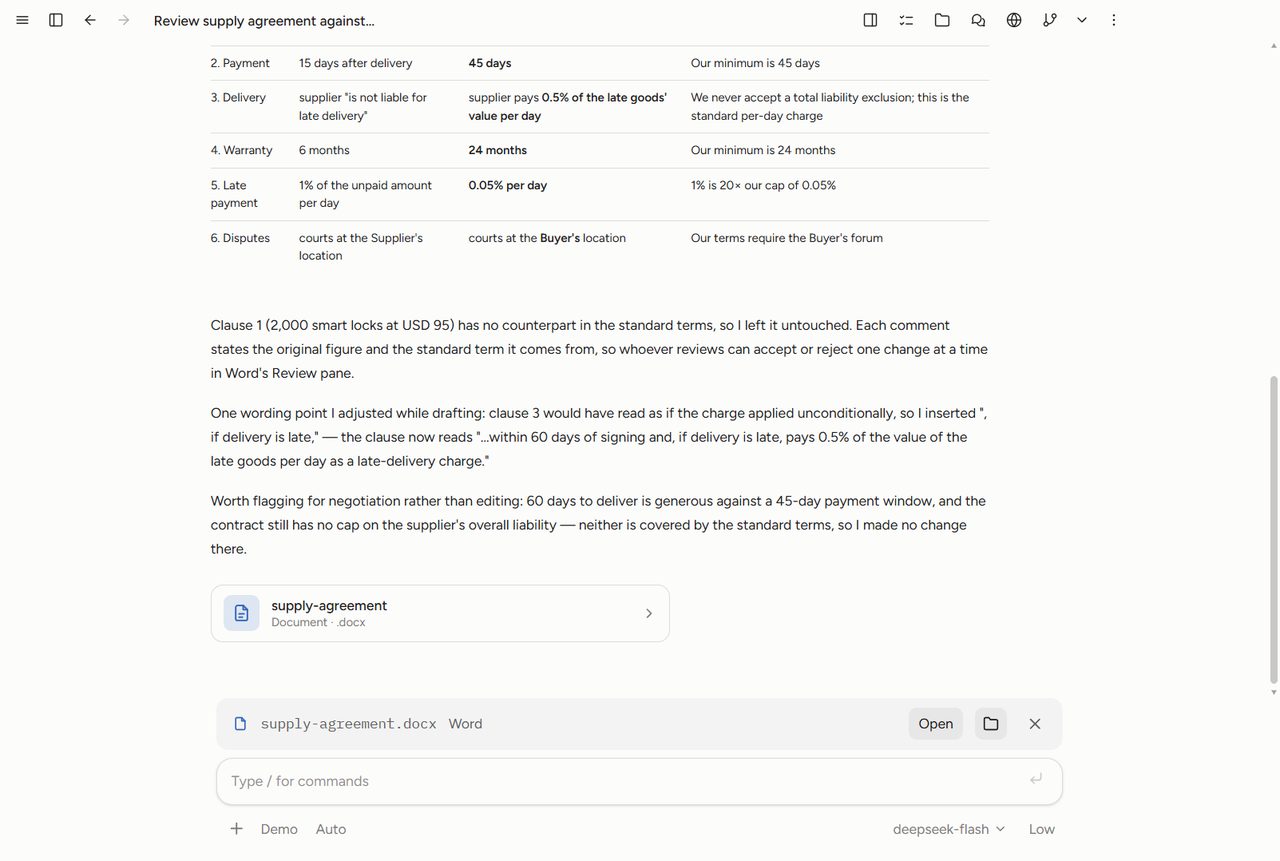 Review supply agreement against...
2. Payment 15 days after delivery 45 days Our minimum is 45 days
3. Delivery supplier "is not liable for late delivery" supplier pays 0.5% of the late goods' value per day We never accept a total liability exclusion; this is the standard per-day charge
4. Warranty 6 months 24 months Our minimum is 24 months
5. Late payment 1% of the unpaid amount per day 0.05% per day 1% is 20× our cap of 0.05%
6. Disputes courts at the Supplier's location courts at the Buyer's location Our terms require the Buyer's forum
Clause 1 (2,000 smart locks at USD 95) has no counterpart in the standard terms, so I left it untouched. Each comment
states the original figure and the standard term it comes from, so whoever reviews can accept or reject one change at a time
in Word's Review pane.
One wording point I adjusted while drafting: clause 3 would have read as if the charge applied unconditionally, so I inserted ",
if delivery is late," — the clause now reads "...within 60 days of signing and, if delivery is late, pays 0.5% of the value of the
late goods per day as a late-delivery charge."
Worth flagging for negotiation rather than editing: 60 days to deliver is generous against a 45-day payment window, and the
contract still has no cap on the supplier's overall liability — neither is covered by the standard terms, so I made no change
there.
supply-agreement
Document · .docx
supply-agreement.docx Word Open
Type / for commands
Demo Auto deepseek-flash Low